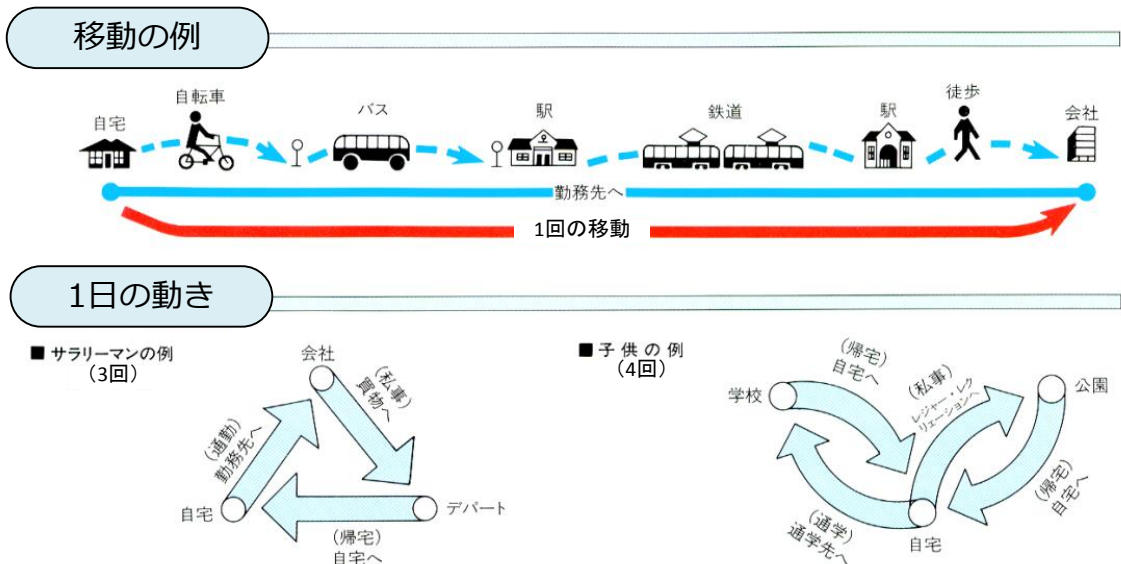 移動の例
自宅
自転車
バス
駅
鉄道
駅
徒歩
会社
勤務先へ
1回の移動
1日の動き
■ サラリーマンの例
（3回）
会社
(通勤)
勤務先へ
(私事)
買物へ
自宅
デパート
(帰宅)
自宅へ
■ 子供の例
（4回）
学校
(帰宅)
自宅へ
(私事)
レジャー・レク
リェーションへ
公園
(帰宅)
自宅へ
(通学)
通学先へ
自宅